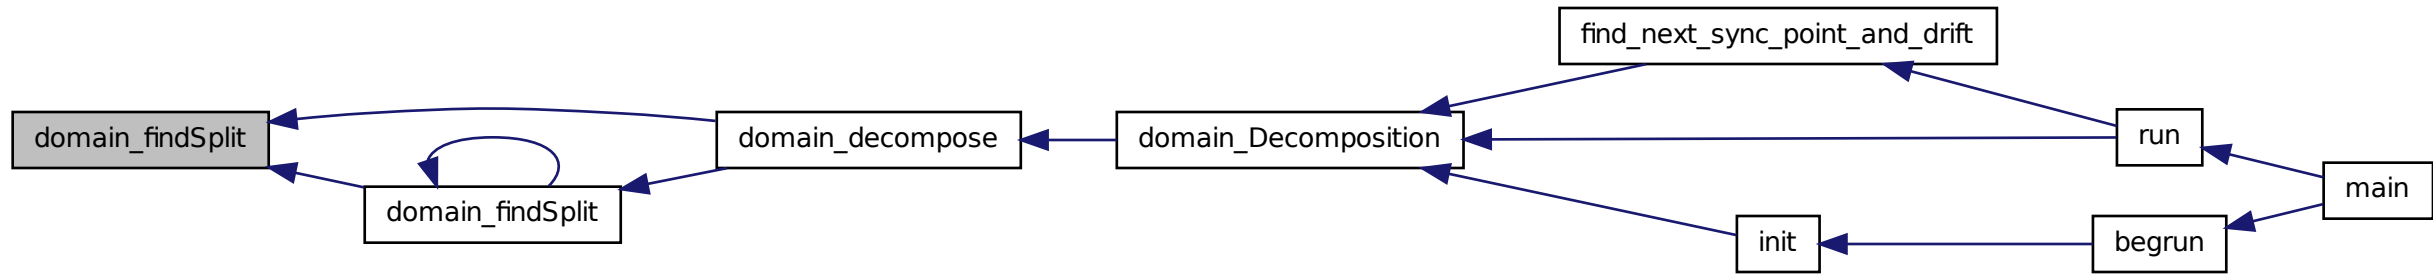 find_next_sync_point_and_drift
domain_findSplit
domain_decompose
domain_Decomposition
run
main
domain_findSplit
init
begrun